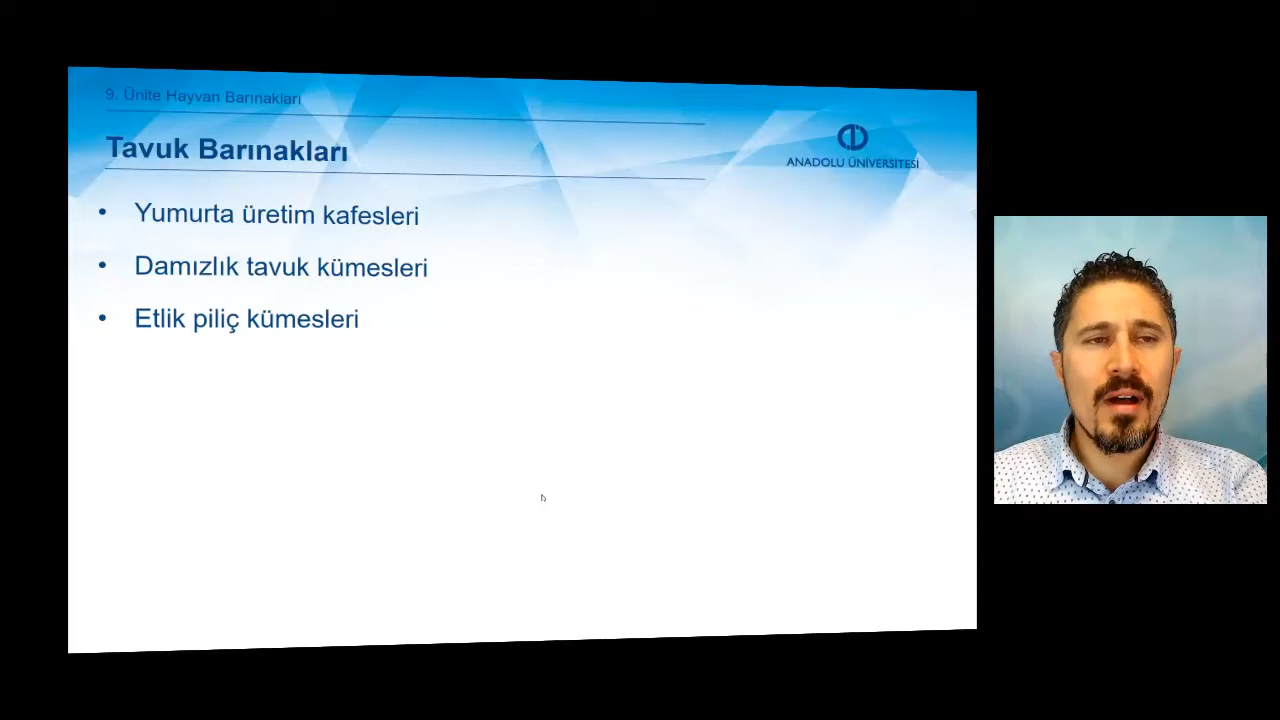 9. Ünite Hayvan Barınakları
Tavuk Barınakları
ANADOLU ÜNİVERSİTESİ
• Yumurta üretim kafesleri
• Damızlık tavuk kümesleri
• Etlik piliç kümesleri